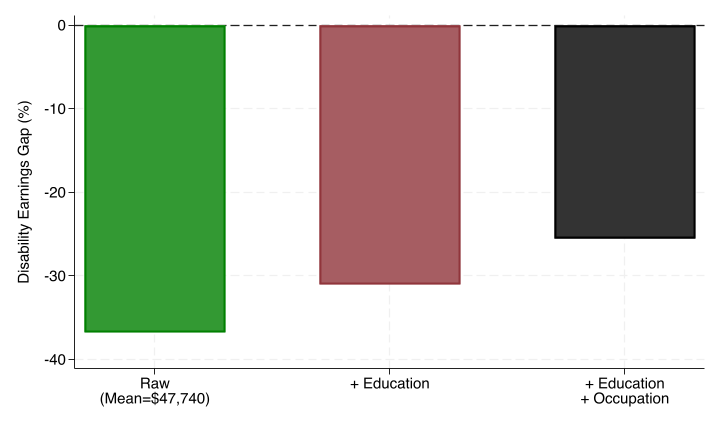 Disability Earnings Gap (%)
0
-10
-20
-30
-40
Raw
(Mean=$47,740)
+ Education
+ Education
+ Occupation